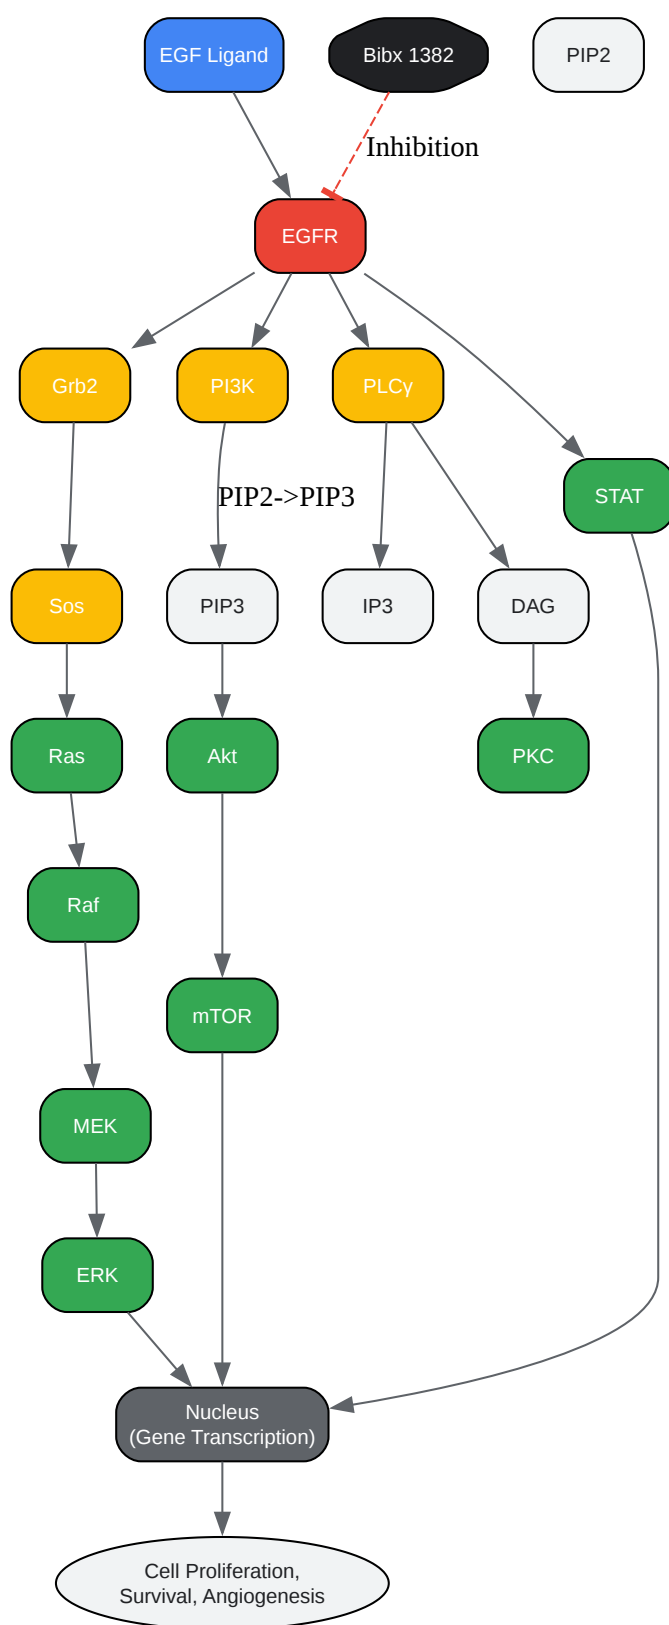 EGF Ligand
Bibx 1382
PIP2
Inhibition
EGFR
Grb2
PI3K
PLCγ
STAT
PIP2->PIP3
Sos
PIP3
IP3
DAG
Ras
Akt
PKC
Raf
mTOR
MEK
ERK
Nucleus
(Gene Transcription)
Cell Proliferation,
Survival, Angiogenesis